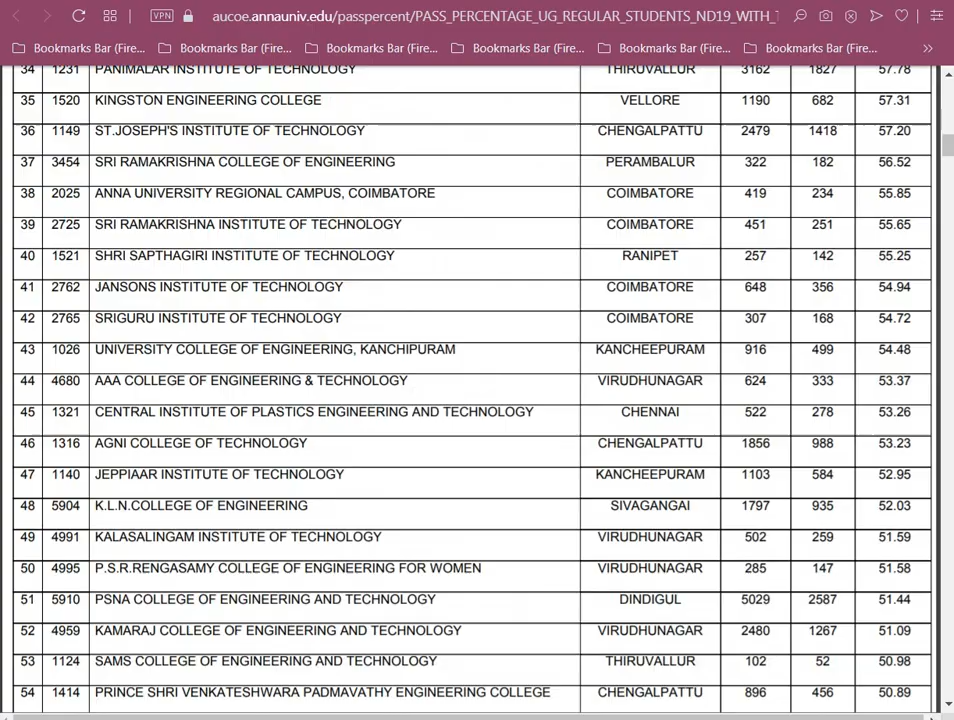 VPN aucoe.annauniv.edu/passpercent/PASS_PERCENTAGE_UG_REGULAR_STUDENTS_ND19_WITH_
Bookmarks Bar (Fire... Bookmarks Bar (Fire... Bookmarks Bar (Fire... Bookmarks Bar (Fire... Bookmarks Bar (Fire... Bookmarks Bar (Fire... »
34 1231 PANIMALAR INSTITUTE OF TECHNOLOGY THIRUVALLUR 3162 1827 57.78
35 1520 KINGSTON ENGINEERING COLLEGE VELLORE 1190 682 57.31
36 1149 ST.JOSEPH'S INSTITUTE OF TECHNOLOGY CHENGALPATTU 2479 1418 57.20
37 3454 SRI RAMAKRISHNA COLLEGE OF ENGINEERING PERAMBALUR 322 182 56.52
38 2025 ANNA UNIVERSITY REGIONAL CAMPUS, COIMBATORE COIMBATORE 419 234 55.85
39 2725 SRI RAMAKRISHNA INSTITUTE OF TECHNOLOGY COIMBATORE 451 251 55.65
40 1521 SHRI SAPTHAGIRI INSTITUTE OF TECHNOLOGY RANIPET 257 142 55.25
41 2762 JANSONS INSTITUTE OF TECHNOLOGY COIMBATORE 648 356 54.94
42 2765 SRIGURU INSTITUTE OF TECHNOLOGY COIMBATORE 307 168 54.72
43 1026 UNIVERSITY COLLEGE OF ENGINEERING, KANCHIPURAM KANCHEEPURAM 916 499 54.48
44 4680 AAA COLLEGE OF ENGINEERING & TECHNOLOGY VIRUDHUNAGAR 624 333 53.37
45 1321 CENTRAL INSTITUTE OF PLASTICS ENGINEERING AND TECHNOLOGY CHENNAI 522 278 53.26
46 1316 AGNI COLLEGE OF TECHNOLOGY CHENGALPATTU 1856 988 53.23
47 1140 JEPPIAAR INSTITUTE OF TECHNOLOGY KANCHEEPURAM 1103 584 52.95
48 5904 K.L.N.COLLEGE OF ENGINEERING SIVAGANGAI 1797 935 52.03
49 4991 KALASALINGAM INSTITUTE OF TECHNOLOGY VIRUDHUNAGAR 502 259 51.59
50 4995 P.S.R.RENGASAMY COLLEGE OF ENGINEERING FOR WOMEN VIRUDHUNAGAR 285 147 51.58
51 5910 PSNA COLLEGE OF ENGINEERING AND TECHNOLOGY DINDIGUL 5029 2587 51.44
52 4959 KAMARAJ COLLEGE OF ENGINEERING AND TECHNOLOGY VIRUDHUNAGAR 2480 1267 51.09
53 1124 SAMS COLLEGE OF ENGINEERING AND TECHNOLOGY THIRUVALLUR 102 52 50.98
54 1414 PRINCE SHRI VENKATESHWARA PADMAVATHY ENGINEERING COLLEGE CHENGALPATTU 896 456 50.89